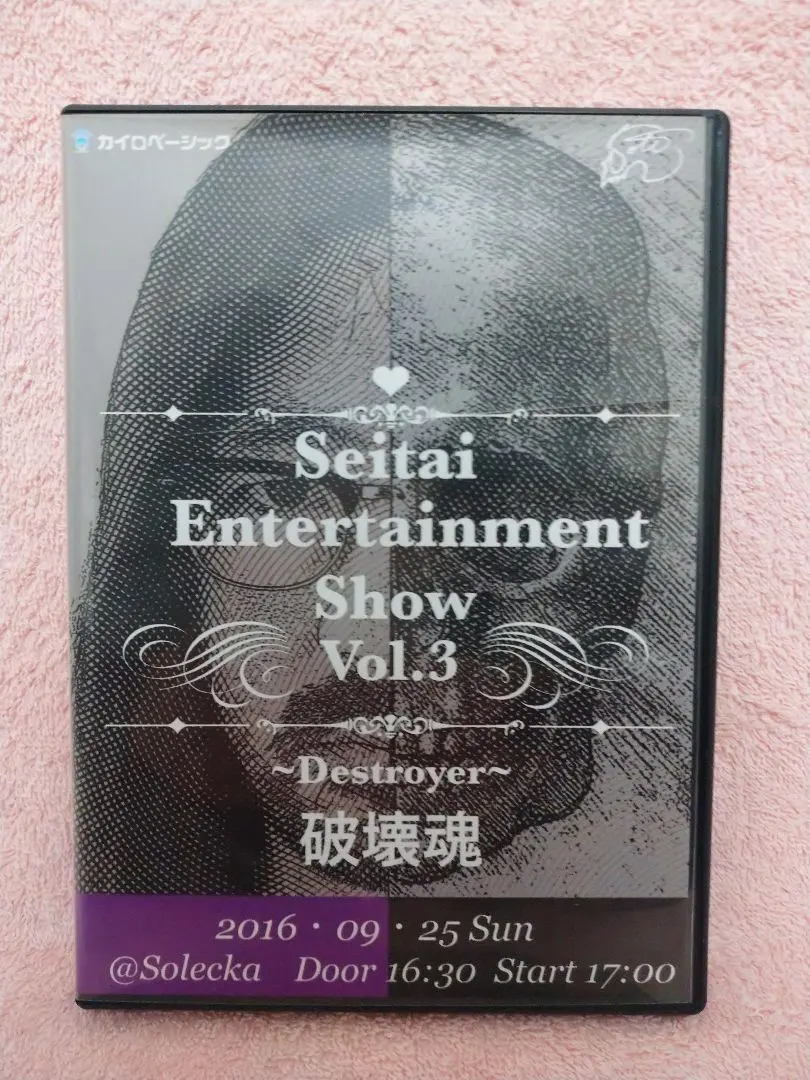 カイロベーシック
Seitai
Entertainment
Show
Vol.3
~Destroyer~
破壊魂
2016・09・25 Sun
@Solecka Door 16:30 Start 17:00